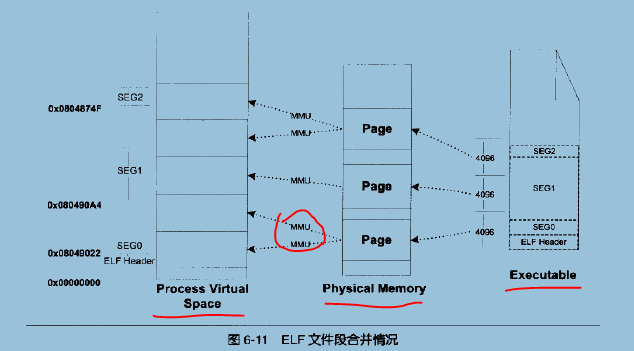 SEG2
0x0804874F
SEG1
0x080490A4
SEG0
0x08049022
ELF Header
0x00000000
MMU
MMU
MMU
MMU
MMU
Page
Page
Page
4096
4096
4096
SEG2
SEG1
SEG0
ELF Header
Process Virtual
Space
Physical Memory
Executable
图 6-11 ELF 文件段合并情况